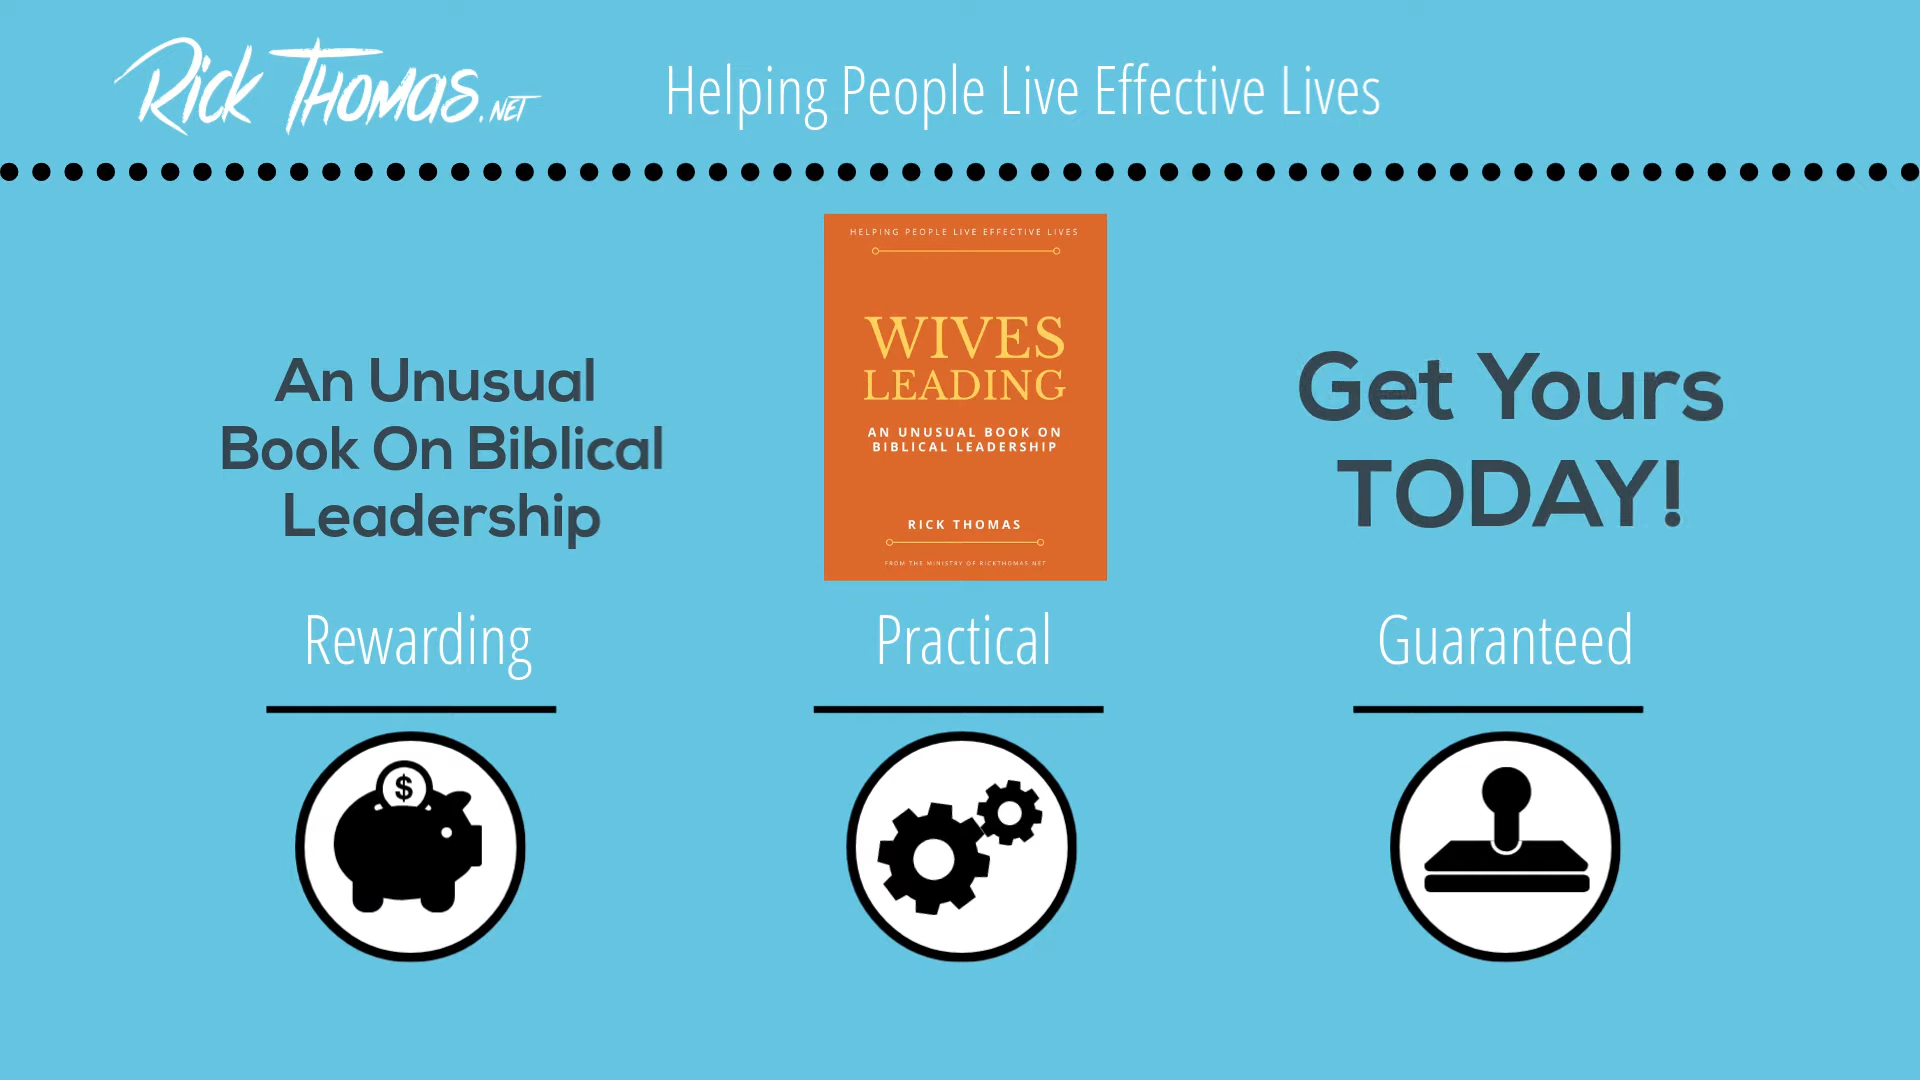 Rick Thomas.net
Helping People Live Effective Lives
HELPING PEOPLE LIVE EFFECTIVE LIVES
WIVES
LEADING
AN UNUSUAL BOOK ON
BIBLICAL LEADERSHIP
RICK THOMAS
FROM THE MINISTRY OF RICKTHOMAS.NET
An Unusual
Book On Biblical
Leadership
Get Yours
TODAY!
Rewarding
Practical
Guaranteed
$